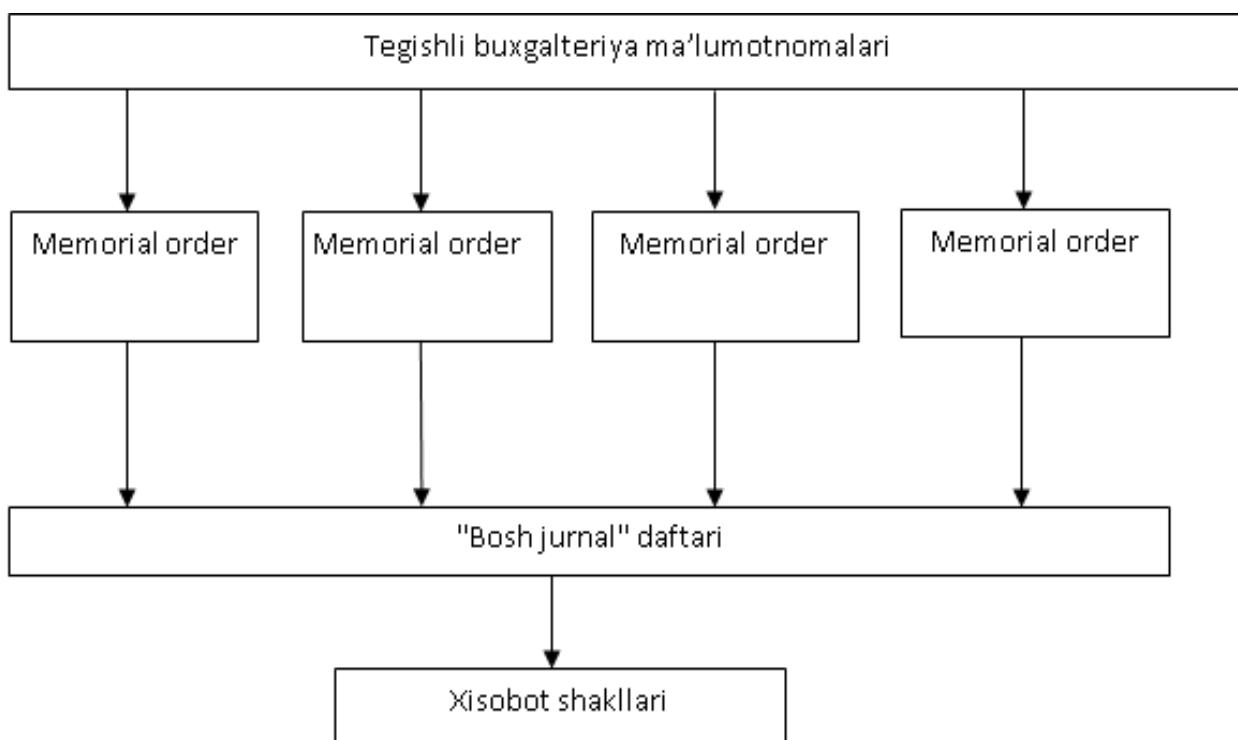 Tegishli buxgalteriya ma’lumotnomalari
Memorial order
Memorial order
Memorial order
Memorial order
"Bosh jurnal" daftari
Xisobot shakllari